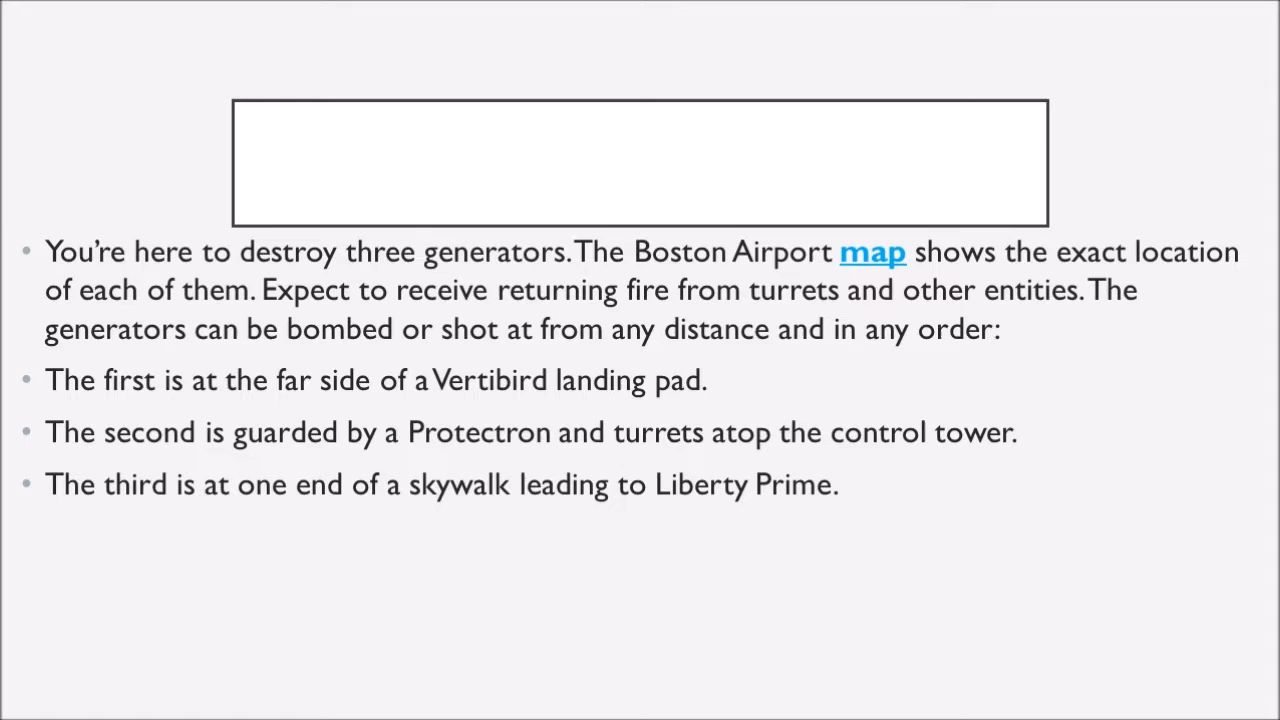 • You’re here to destroy three generators. The Boston Airport map shows the exact location
of each of them. Expect to receive returning fire from turrets and other entities. The
generators can be bombed or shot at from any distance and in any order:
• The first is at the far side of a Vertibird landing pad.
• The second is guarded by a Protectron and turrets atop the control tower.
• The third is at one end of a skywalk leading to Liberty Prime.